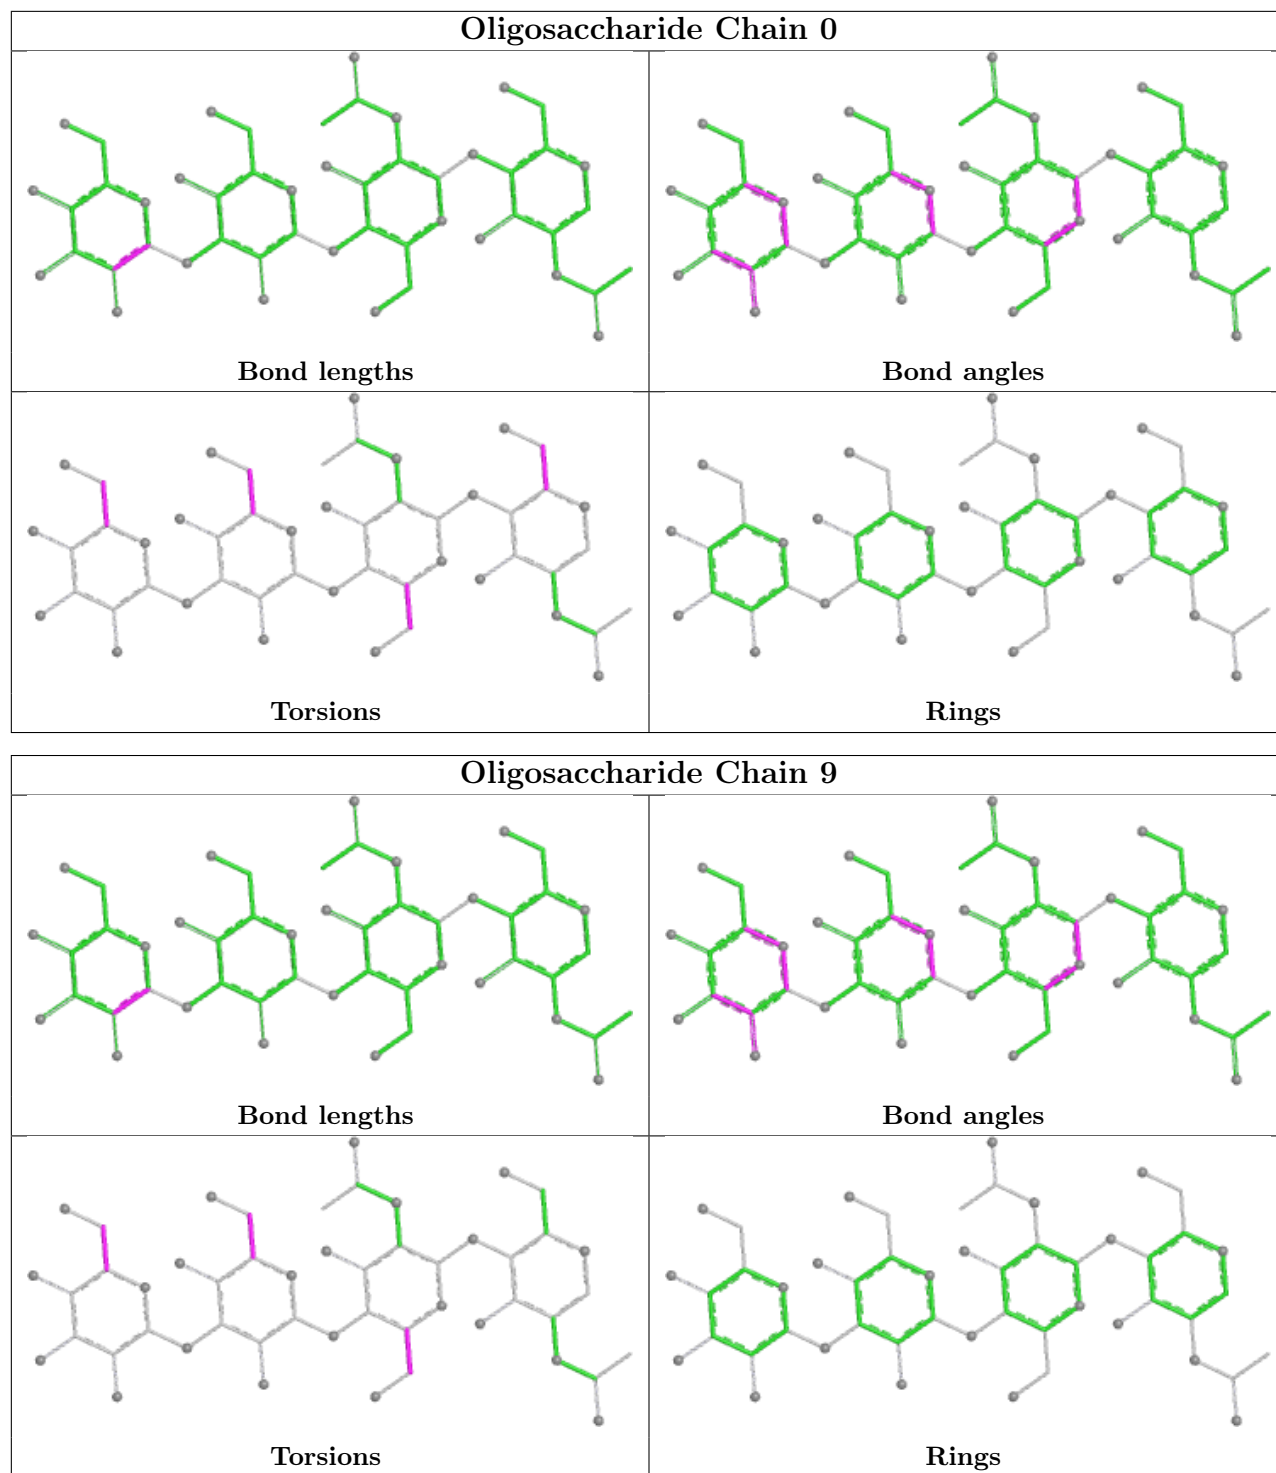 Oligosaccharide Chain 0
Bond lengths
Bond angles
Torsions
Rings
Oligosaccharide Chain 9
Bond lengths
Bond angles
Torsions
Rings